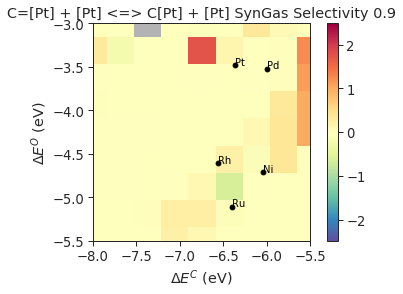 C=[Pt] + [Pt] <=> C[Pt] + [Pt] SynGas Selectivity 0.9
−3.0
−3.5
−4.0
−4.5
−5.0
−5.5
ΔE^O (eV)
Pt
Pd
Rh
Ni
Ru
−8.0 −7.5 −7.0 −6.5 −6.0 −5.5
ΔE^C (eV)
2
1
0
−1
−2